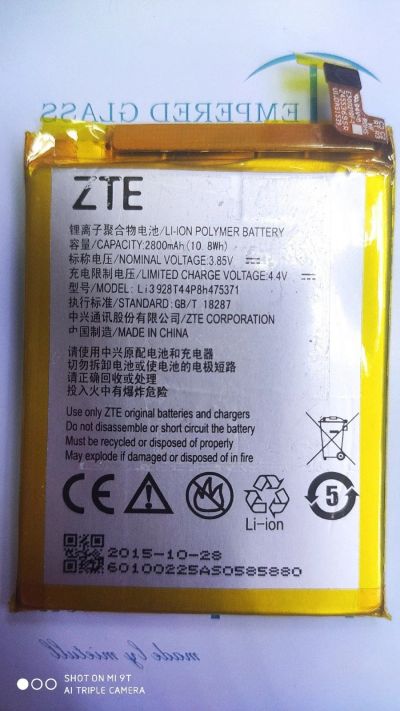 EMPERED GLASS
ZTE
锂离子聚合物电池/LI-ION POLYMER BATTERY
容量/CAPACITY:2800mAh(10.8Wh)
标称电压/NOMINAL VOLTAGE:3.85V
充电限制电压/LIMITED CHARGE VOLTAGE:4.4V
型号/MODEL: Li3928T44P8h475371
执行标准/STANDARD:GB/T 18287
中兴通讯股份有限公司/ZTE CORPORATION
中国制造/MADE IN CHINA
请使用中兴原配电池和充电器
切勿拆卸电池或使电池的电极短路
请正确回收或处理
投入火中有爆炸危险
Use only ZTE original batteries and chargers
Do not disassemble or short circuit the battery
Must be recycled or disposed of properly
May explode if damaged or disposed of in fire
CE
5
Li-ion
2015-10-28
60100225AS0585880
made by
SHOT ON MI 9T
AI TRIPLE CAMERA